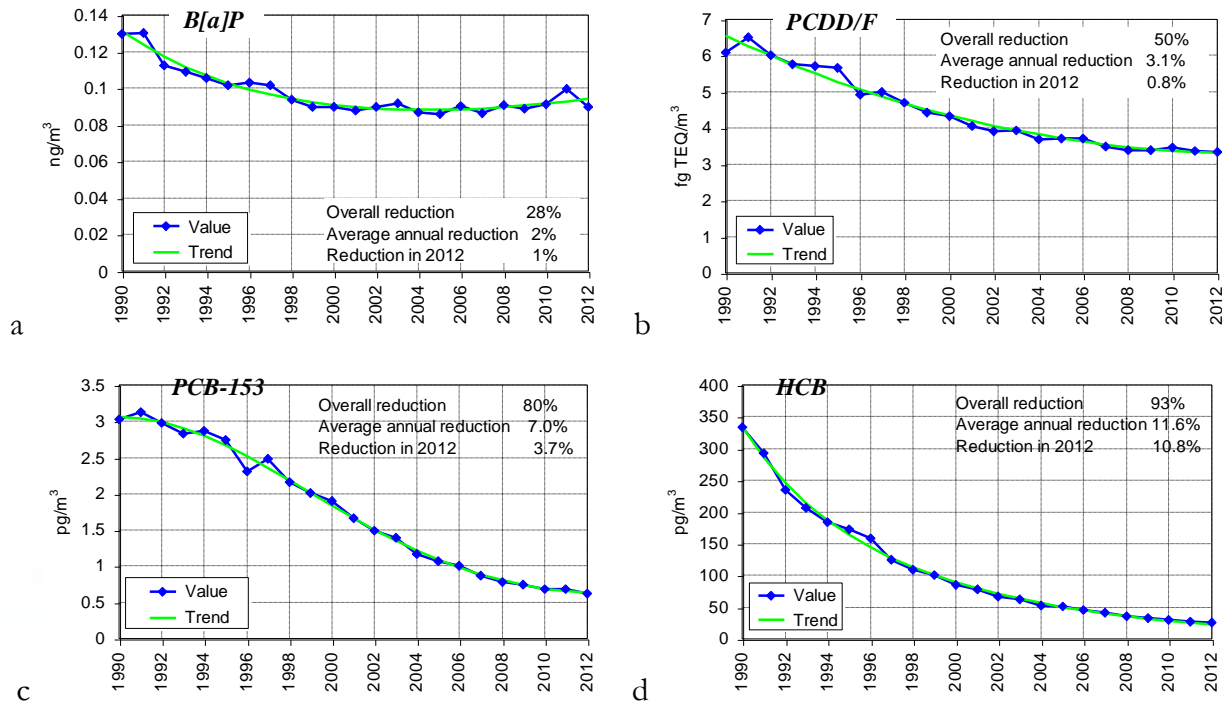 B[a]P
0.14
0.12
0.1
0.08
0.06
0.04
0.02
0
ng/m³
Overall reduction 28%
Average annual reduction 2%
Reduction in 2012 1%
Value
Trend
1990
1992
1994
1996
1998
2000
2002
2004
2006
2008
2010
2012
a
PCDD/F
7
6
5
4
3
2
1
0
fg TEQ/m³
Overall reduction 50%
Average annual reduction 3.1%
Reduction in 2012 0.8%
Value
Trend
1990
1992
1994
1996
1998
2000
2002
2004
2006
2008
2010
2012
b
PCB-153
3.5
3
2.5
2
1.5
1
0.5
0
pg/m³
Overall reduction 80%
Average annual reduction 7.0%
Reduction in 2012 3.7%
Value
Trend
1990
1992
1994
1996
1998
2000
2002
2004
2006
2008
2010
2012
c
HCB
400
350
300
250
200
150
100
50
0
pg/m³
Overall reduction 93%
Average annual reduction 11.6%
Reduction in 2012 10.8%
Value
Trend
1990
1992
1994
1996
1998
2000
2002
2004
2006
2008
2010
2012
d